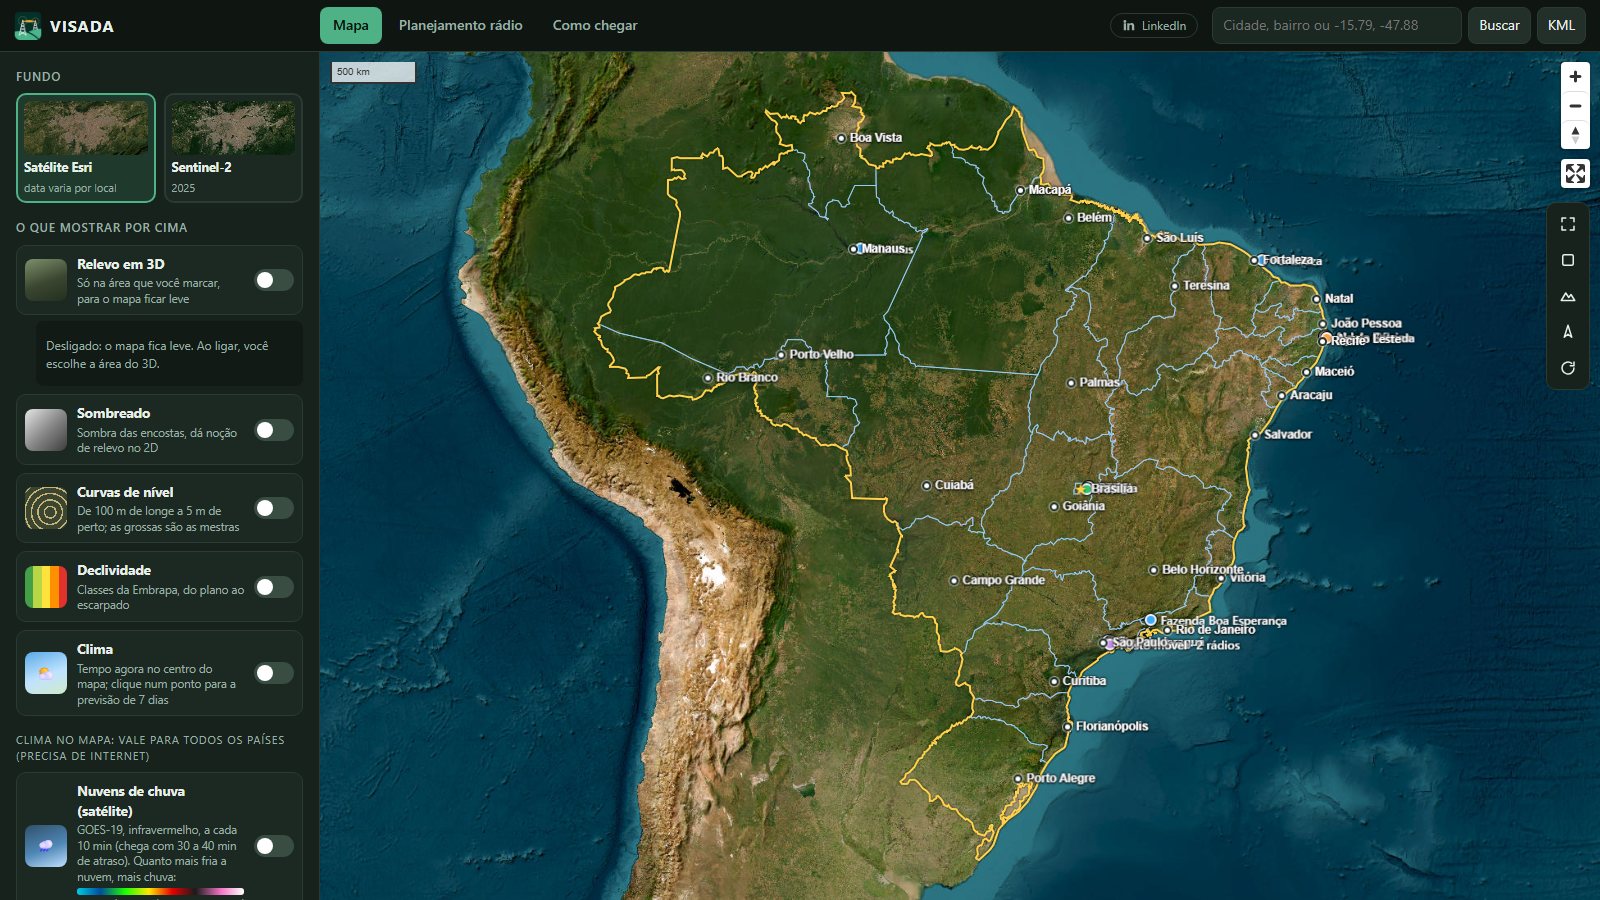 VISADA
Mapa
Planejamento rádio
Como chegar
in LinkedIn
Cidade, bairro ou -15.79, -47.88
Buscar
KML
FUNDO
Satélite Esri
data varia por local
Sentinel-2
2025
O QUE MOSTRAR POR CIMA
Relevo em 3D
Só na área que você marcar,
para o mapa ficar leve
Desligado: o mapa fica leve. Ao ligar, você
escolhe a área do 3D.
Sombreado
Sombra das encostas, dá noção
de relevo no 2D
Curvas de nível
De 100 m de longe a 5 m de
perto; as grossas são as mestras
Declividade
Classes da Embrapa, do plano ao
escarpado
Clima
Tempo agora no centro do
mapa; clique num ponto para a
previsão de 7 dias
CLIMA NO MAPA: VALE PARA TODOS OS PAÍSES
(PRECISA DE INTERNET)
Nuvens de chuva
(satélite)
GOES-19, infravermelho, a cada
10 min (chega com 30 a 40 min
de atraso). Quanto mais fria a
nuvem, mais chuva:
500 km
Boa Vista
Macapá
Belém
São Luís
Manaus
Fortaleza
Teresina
Natal
João Pessoa
Recife
Porto Velho
Rio Branco
Palmas
Maceió
Aracaju
Salvador
Cuiabá
Brasília
Goiânia
Belo Horizonte
Vitória
Campo Grande
Fazenda Boa Esperança
Rio de Janeiro
São Paulo
2 rádios
Curitiba
Florianópolis
Porto Alegre